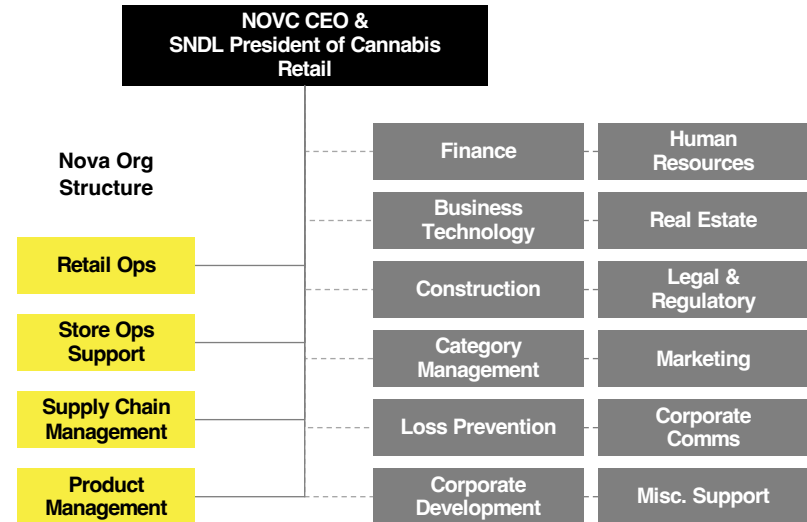 NOVC CEO &
SNDL President of Cannabis
Retail
Nova Org
Structure
Retail Ops
Store Ops
Support
Supply Chain
Management
Product
Management
Finance
Human
Resources
Business
Technology
Real Estate
Construction
Legal &
Regulatory
Category
Management
Marketing
Loss Prevention
Corporate
Comms
Corporate
Development
Misc. Support